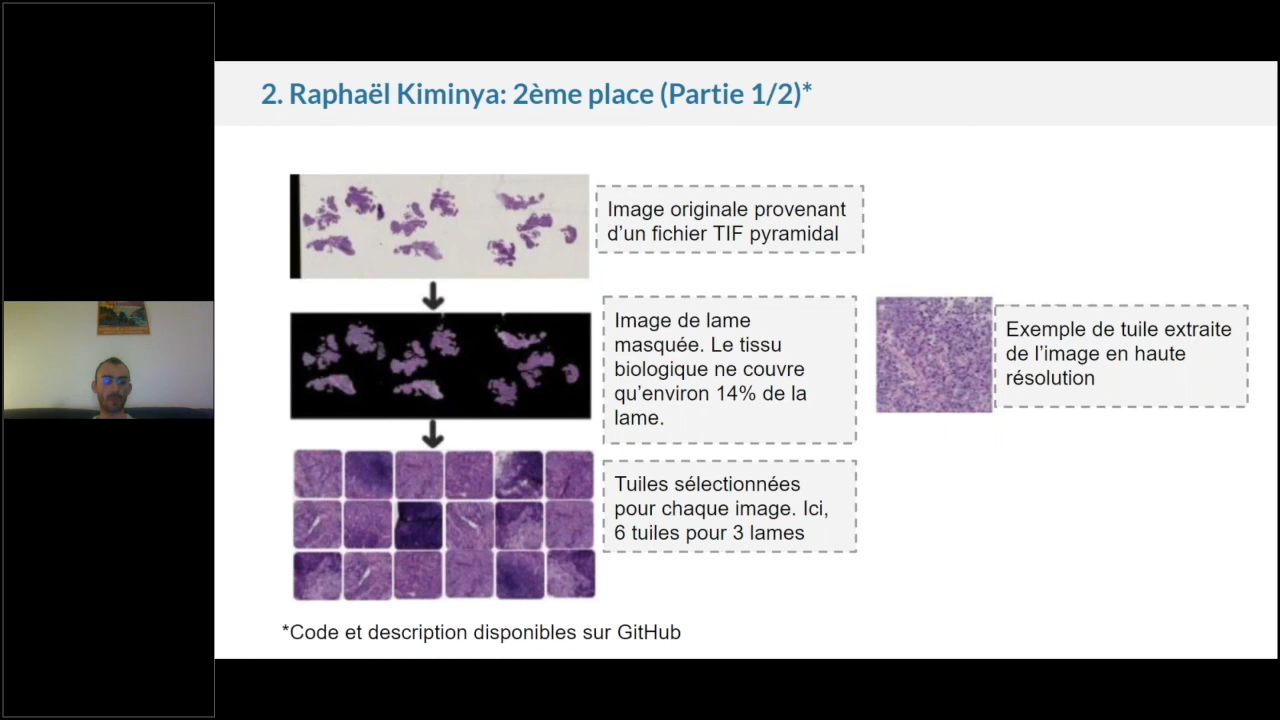 2. Raphaël Kiminya: 2ème place (Partie 1/2)*
Image originale provenant
d'un fichier TIF pyramidal
Image de lame
masquée. Le tissu
biologique ne couvre
qu'environ 14% de la
lame.
Exemple de tuile extraite
de l'image en haute
résolution
Tuiles sélectionnées
pour chaque image. Ici,
6 tuiles pour 3 lames
*Code et description disponibles sur GitHub